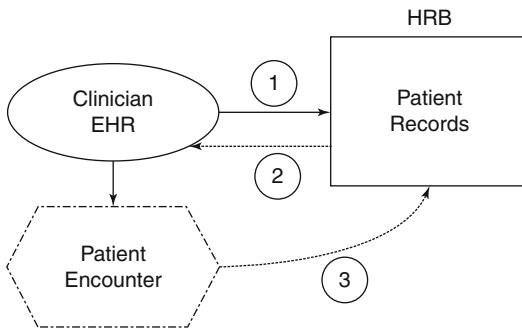 HRB
1
Clinician
EHR
Patient
Records
2
Patient
Encounter
3